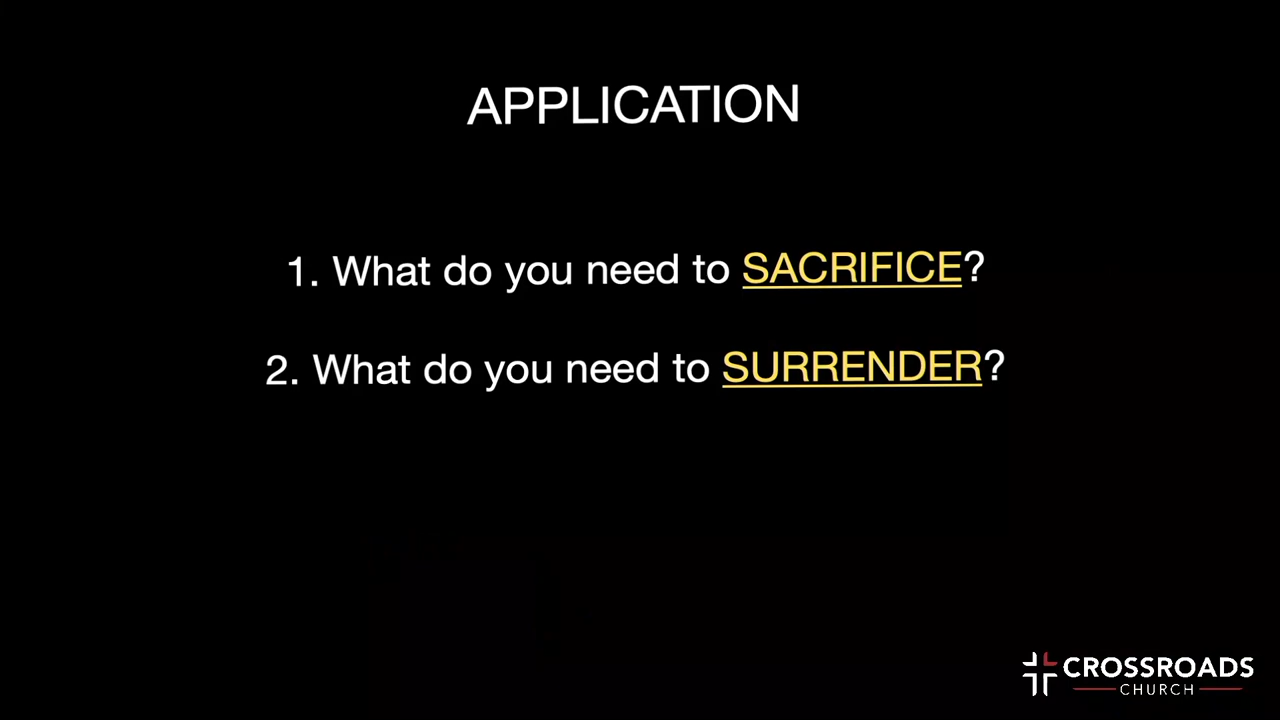 APPLICATION
1. What do you need to SACRIFICE?
2. What do you need to SURRENDER?
CROSSROADS
CHURCH